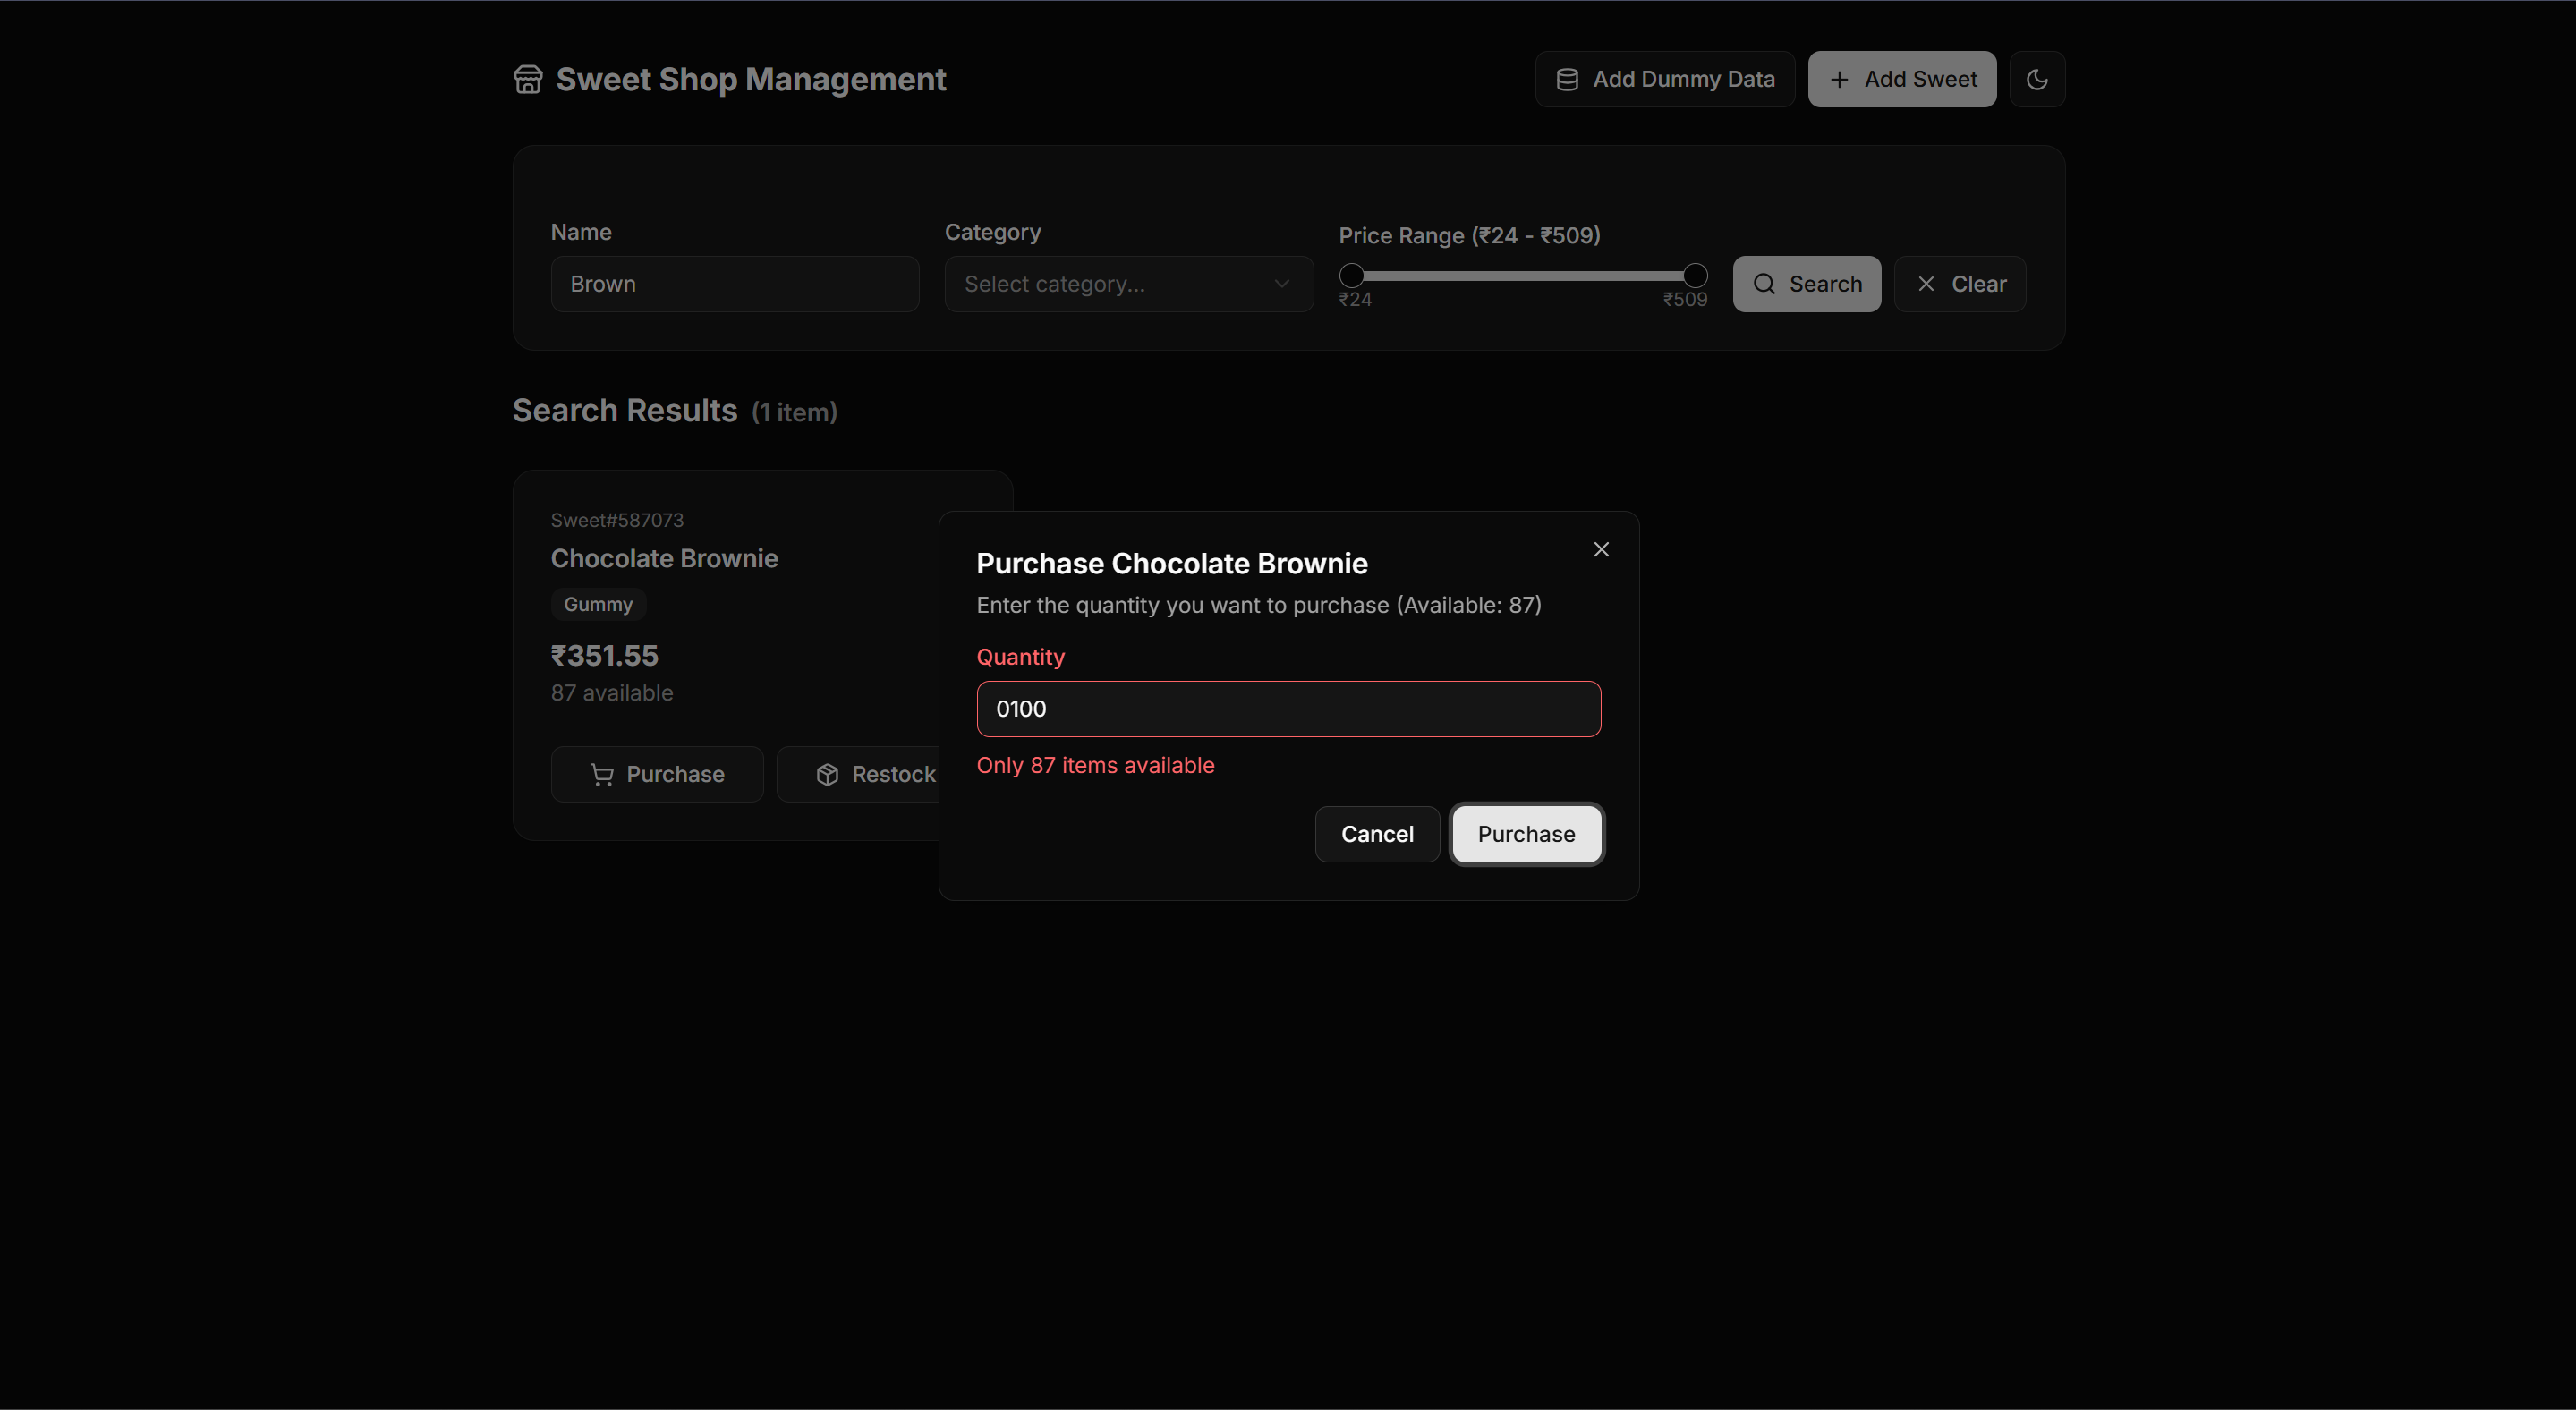 Sweet Shop Management
Add Dummy Data
Add Sweet
Name
Category
Price Range (₹24 - ₹509)
Brown
Select category...
₹24
₹509
Search
Clear
Search Results (1 item)
Sweet#587073
Chocolate Brownie
Gummy
₹351.55
87 available
Purchase
Restock
Purchase Chocolate Brownie
Enter the quantity you want to purchase (Available: 87)
Quantity
0100
Only 87 items available
Cancel
Purchase